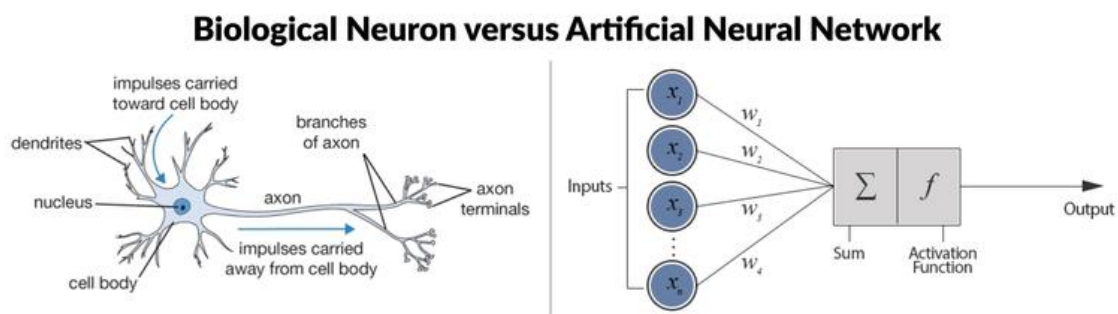 Biological Neuron versus Artificial Neural Network
impulses carried
toward cell body
dendrites
nucleus
cell body
axon
impulses carried
away from cell body
branches
of axon
axon
terminals
Inputs
x₁
x₂
x₃
xₙ
w₁
w₂
w₃
w₄
Σ
f
Sum
Activation
Function
Output